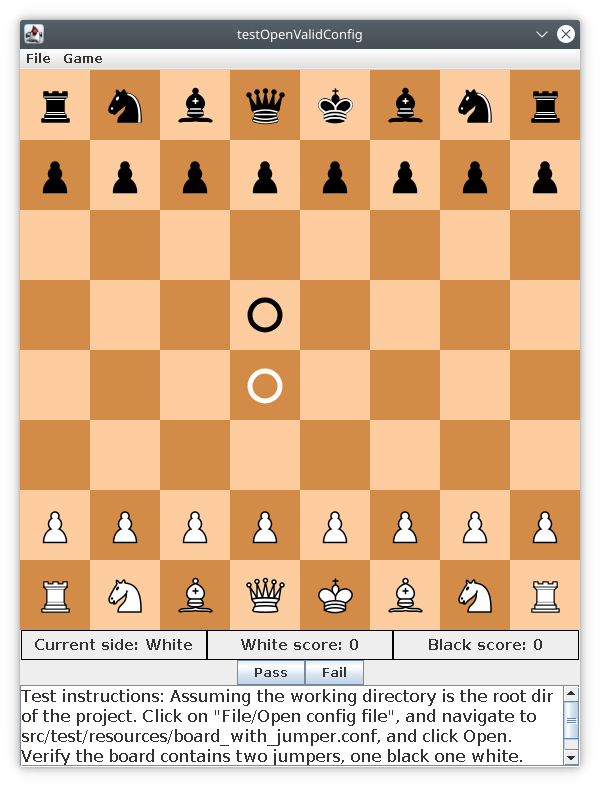 testOpenValidConfig
File Game
Current side: White White score: 0 Black score: 0
Pass Fail
Test instructions: Assuming the working directory is the root dir
of the project. Click on "File/Open config file", and navigate to
src/test/resources/board_with_jumper.conf, and click Open.
Verify the board contains two jumpers, one black one white.